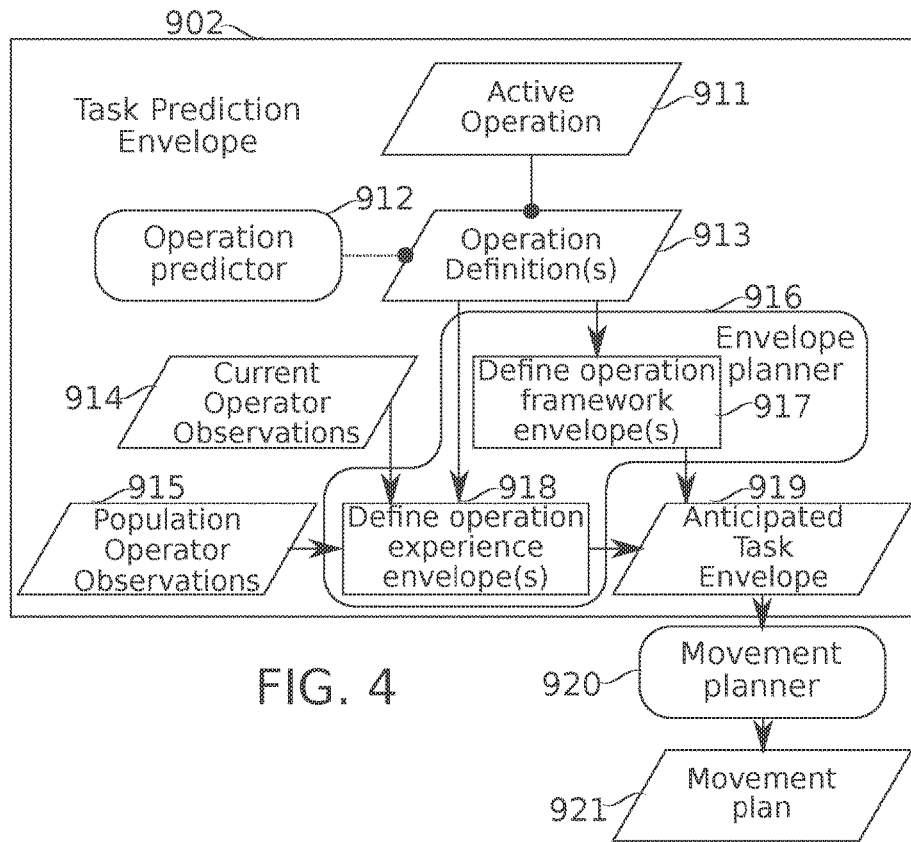 902
Task Prediction
Envelope
Active
Operation
911
912
Operation
predictor
Operation
Definition(s)
913
916
Envelope
planner
914
Current
Operator
Observations
Define operation
framework
envelope(s)
917
915
Population
Operator
Observations
918
Define operation
experience
envelope(s)
919
Anticipated
Task
Envelope
FIG. 4
920
Movement
planner
921
Movement
plan